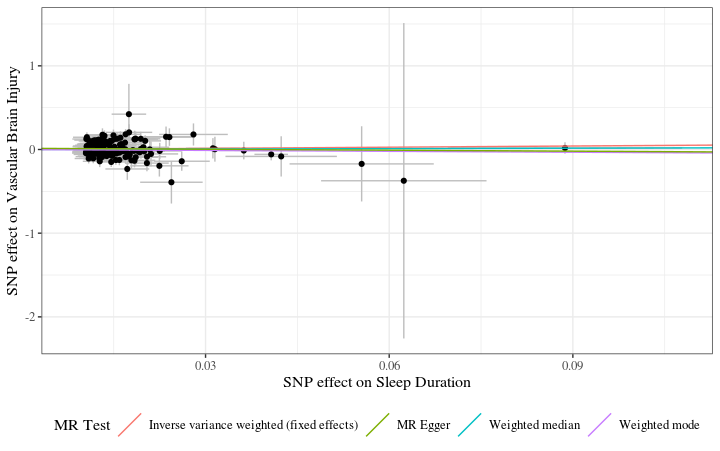 SNP effect on Vascular Brain Injury
1
0
-1
-2
0.03
0.06
0.09
SNP effect on Sleep Duration
MR Test Inverse variance weighted (fixed effects) MR Egger Weighted median Weighted mode